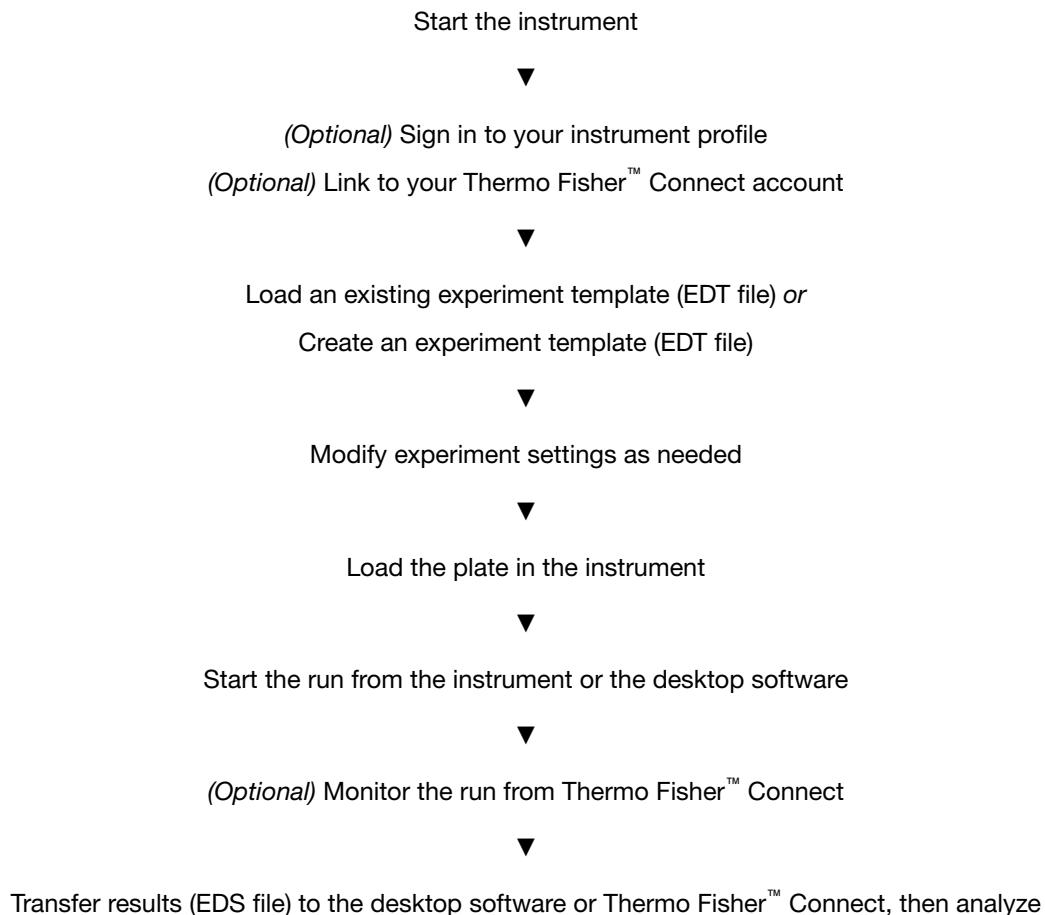 Start the instrument
▼
(Optional) Sign in to your instrument profile
(Optional) Link to your Thermo Fisher™ Connect account
▼
Load an existing experiment template (EDT file) or
Create an experiment template (EDT file)
▼
Modify experiment settings as needed
▼
Load the plate in the instrument
▼
Start the run from the instrument or the desktop software
▼
(Optional) Monitor the run from Thermo Fisher™ Connect
▼
Transfer results (EDS file) to the desktop software or Thermo Fisher™ Connect, then analyze